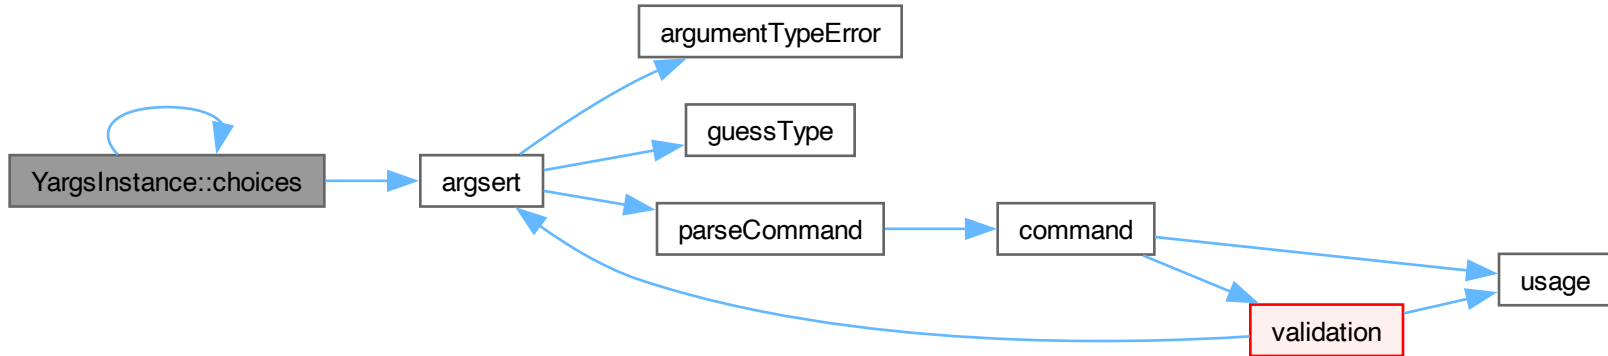 YargsInstance::choices
argsert
argumentTypeError
guessType
parseCommand
command
validation
usage